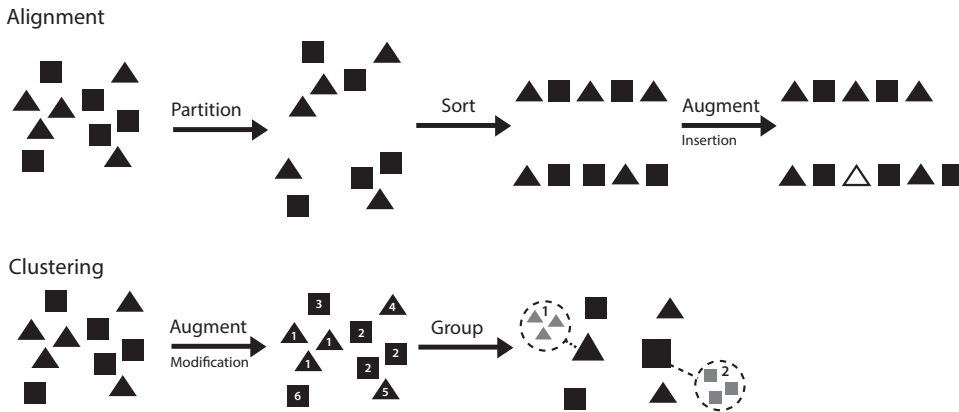 Alignment
Partition
Sort
Augment
Insertion
Clustering
Augment
Modification
3
4
1
1
2
1
2
2
6
5
Group
1
2